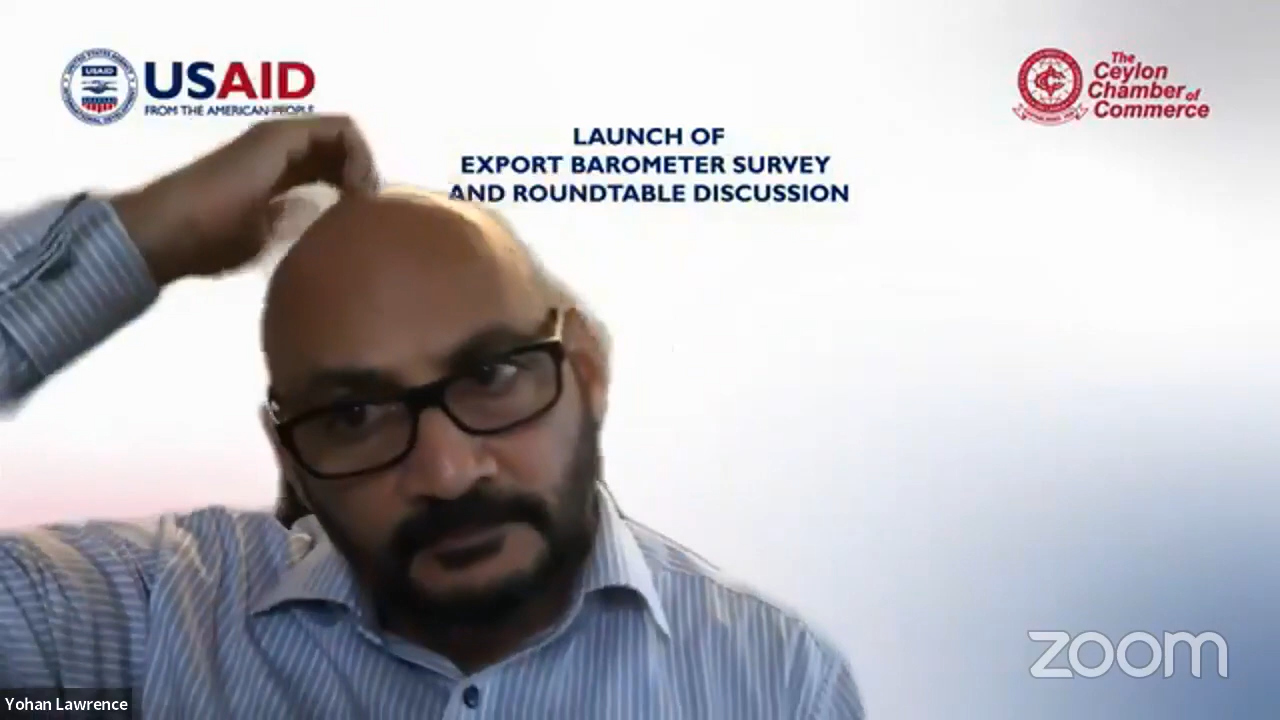 USAID
USAID
FROM THE AMERICAN PEOPLE
The
Ceylon
Chamber of
Commerce
LAUNCH OF
EXPORT BAROMETER SURVEY
AND ROUNDTABLE DISCUSSION
zoom
Yohan Lawrence